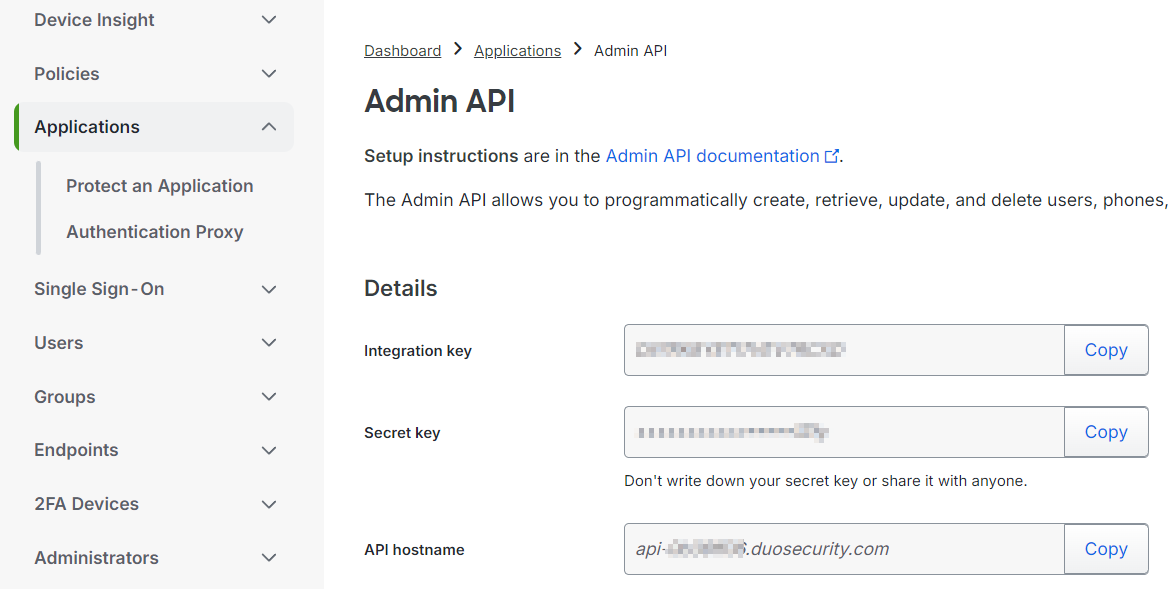 Device Insight
Policies
Applications
Protect an Application
Authentication Proxy
Single Sign-On
Users
Groups
Endpoints
2FA Devices
Administrators
Dashboard > Applications > Admin API
Admin API
Setup instructions are in the Admin API documentation.
The Admin API allows you to programmatically create, retrieve, update, and delete users, phones,
Details
Integration key
Copy
Secret key
Copy
Don't write down your secret key or share it with anyone.
API hostname
api- .duosecurity.com
Copy